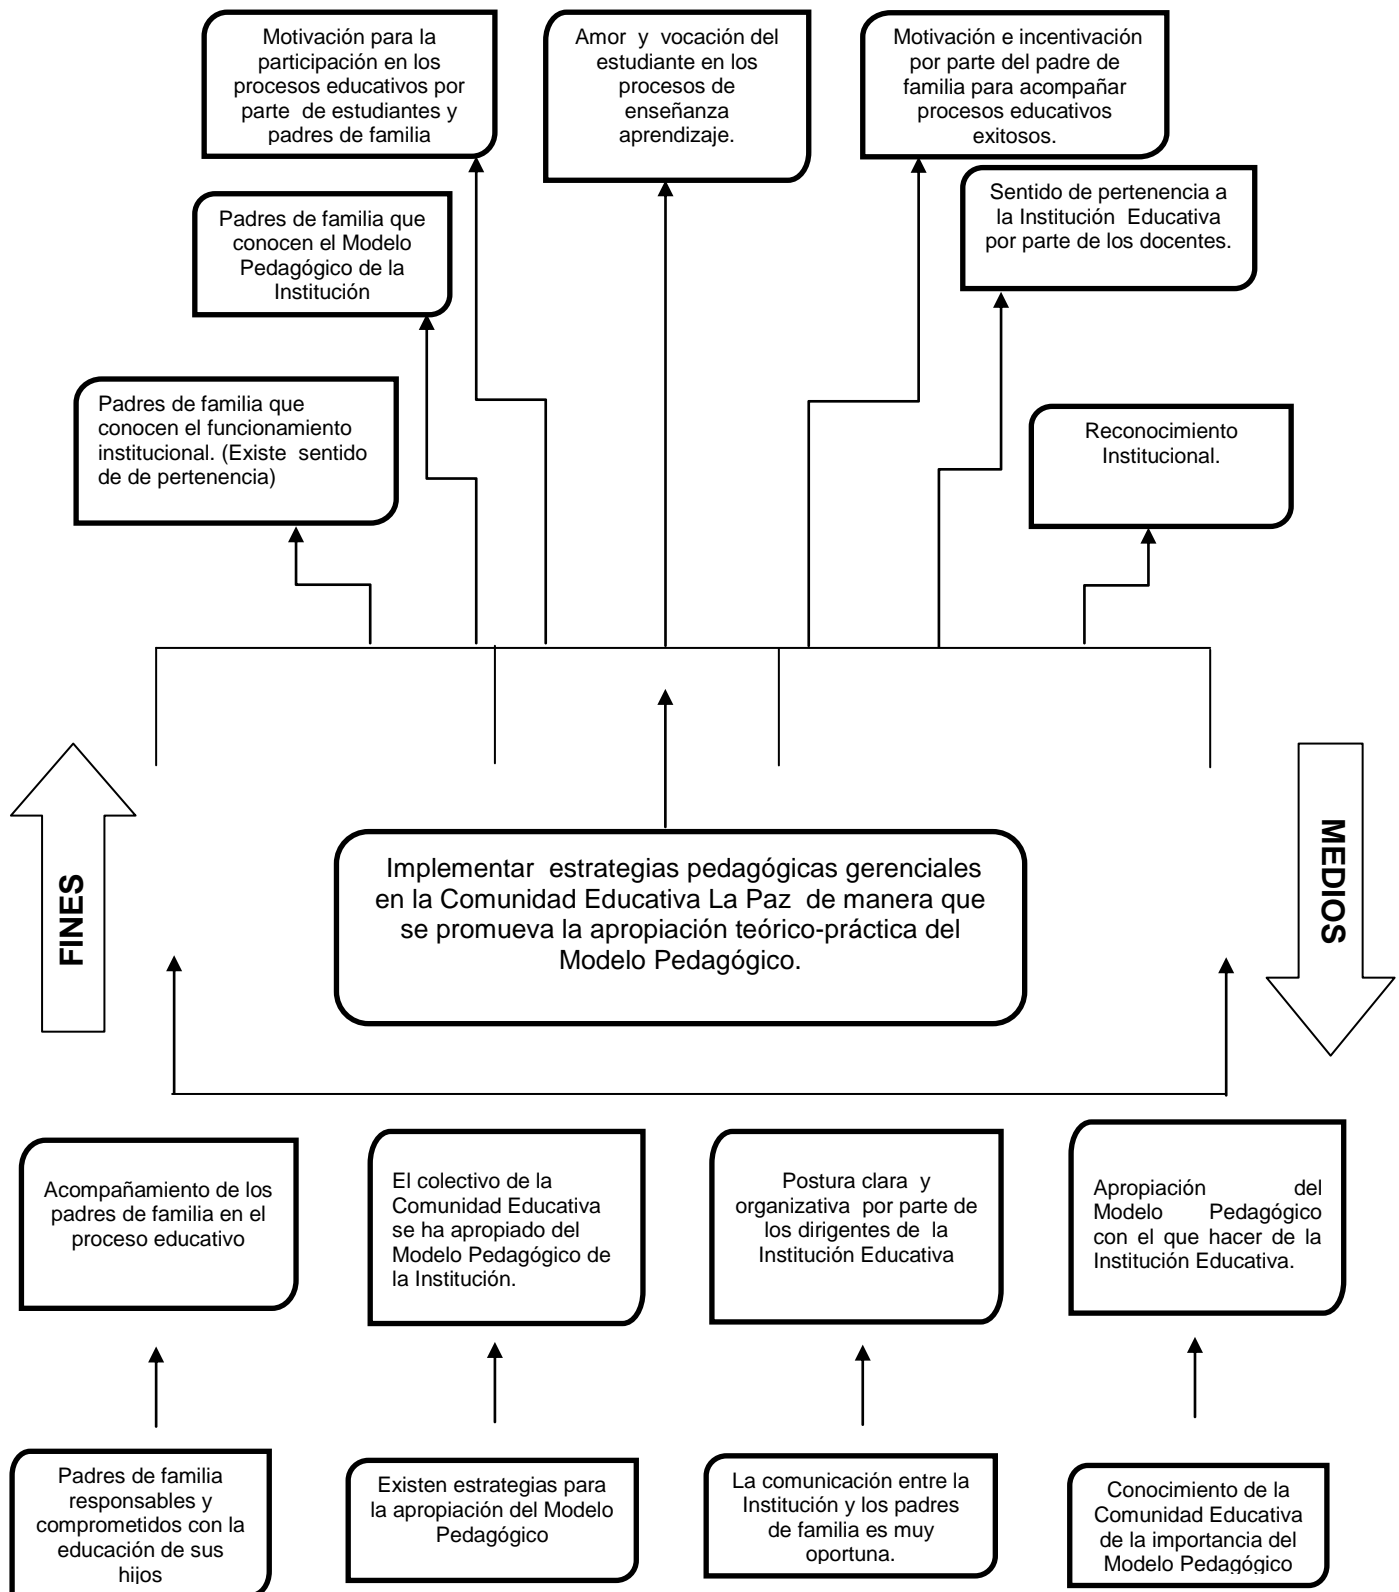 Motivación para la
participación en los
procesos educativos por
parte de estudiantes y
padres de familia
Amor y vocación del
estudiante en los
procesos de
enseñanza
aprendizaje.
Motivación e incentivación
por parte del padre de
familia para acompañar
procesos educativos
exitosos.
Padres de familia que
conocen el Modelo
Pedagógico de la
Institución
Sentido de pertenencia a
la Institución Educativa
por parte de los docentes.
Padres de familia que
conocen el funcionamiento
institucional. (Existe sentido
de de pertenencia)
Reconocimiento
Institucional.
FINES
Implementar estrategias pedagógicas gerenciales
en la Comunidad Educativa La Paz de manera que
se promueva la apropiación teórico-práctica del
Modelo Pedagógico.
MEDIOS
Acompañamiento de los
padres de familia en el
proceso educativo
El colectivo de la
Comunidad Educativa
se ha apropiado del
Modelo Pedagógico de
la Institución.
Postura clara y
organizativa por parte de
los dirigentes de la
Institución Educativa
Apropiación del
Modelo Pedagógico
con el que hacer de la
Institución Educativa.
Padres de familia
responsables y
comprometidos con la
educación de sus
hijos
Existen estrategias para
la apropiación del Modelo
Pedagógico
La comunicación entre la
Institución y los padres
de familia es muy
oportuna.
Conocimiento de la
Comunidad Educativa
de la importancia del
Modelo Pedagógico